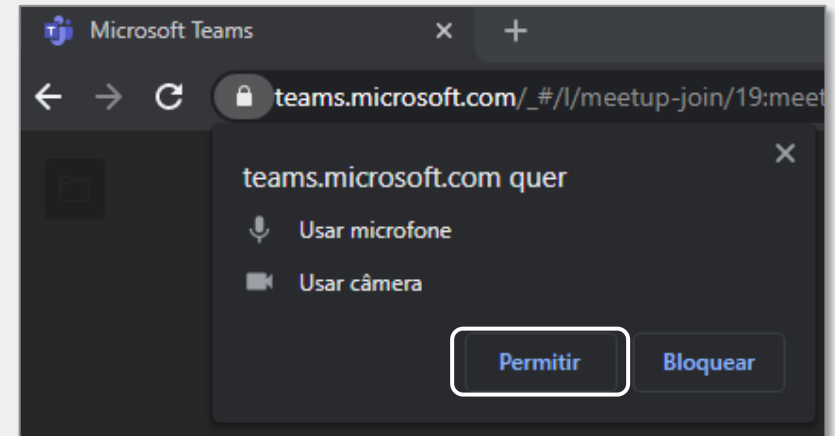 Microsoft Teams
teams.microsoft.com/_#/l/meetup-join/19:meet
teams.microsoft.com quer
Usar microfone
Usar câmera
Permitir Bloquear